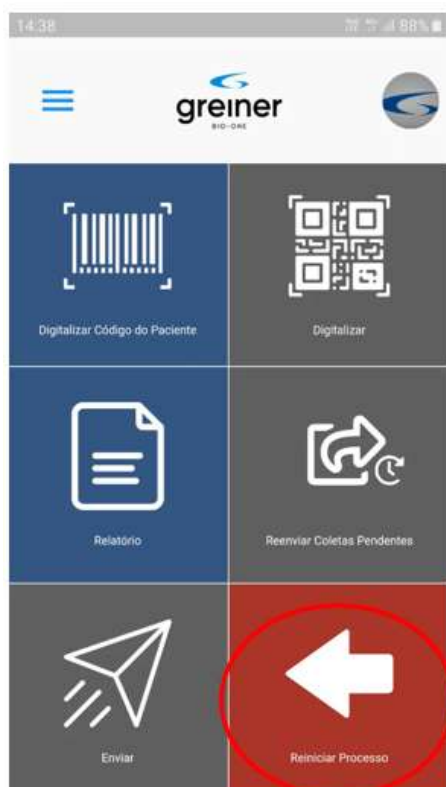 14:38
88%
greiner
BIO-ONE
Digitalizar Código do Paciente
Digitalizar
Relatório
Reenviar Coletas Pendentes
Enviar
Reiniciar Processo